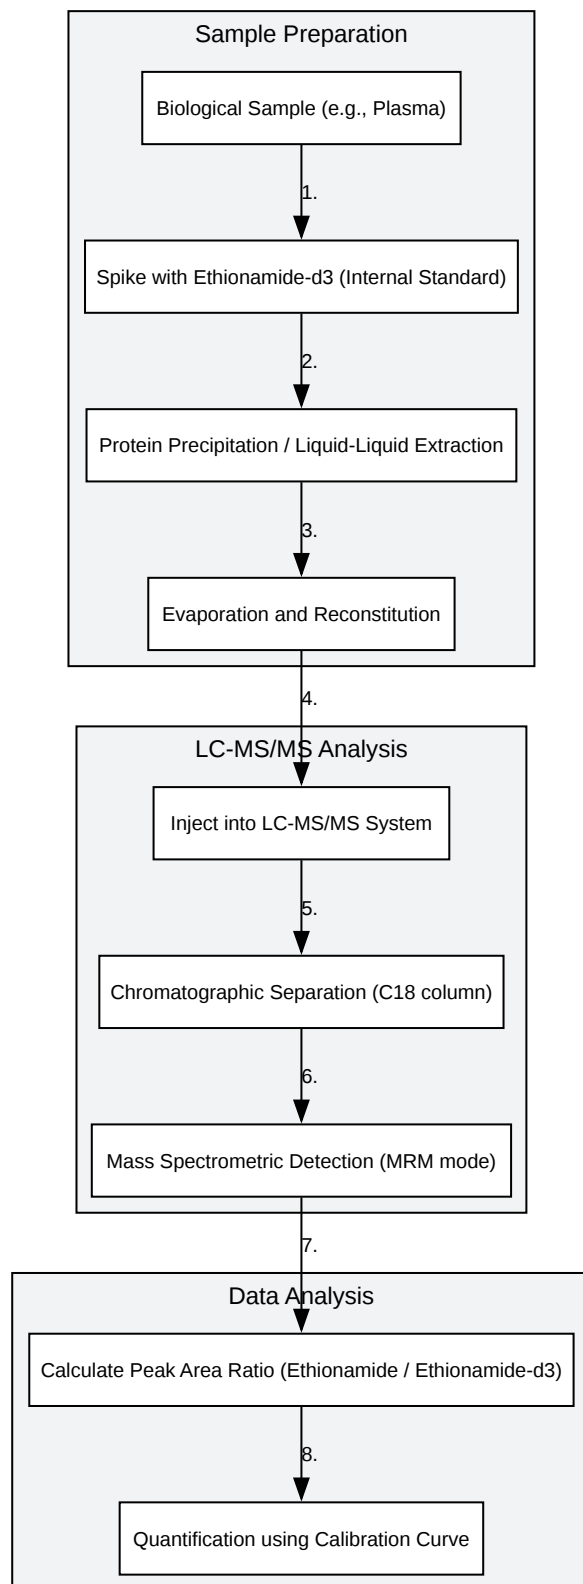 Sample Preparation
Biological Sample (e.g., Plasma)
1.
Spike with Ethionamide-d3 (Internal Standard)
2.
Protein Precipitation / Liquid-Liquid Extraction
3.
Evaporation and Reconstitution
4.
LC-MS/MS Analysis
Inject into LC-MS/MS System
5.
Chromatographic Separation (C18 column)
6.
Mass Spectrometric Detection (MRM mode)
7.
Data Analysis
Calculate Peak Area Ratio (Ethionamide / Ethionamide-d3)
8.
Quantification using Calibration Curve